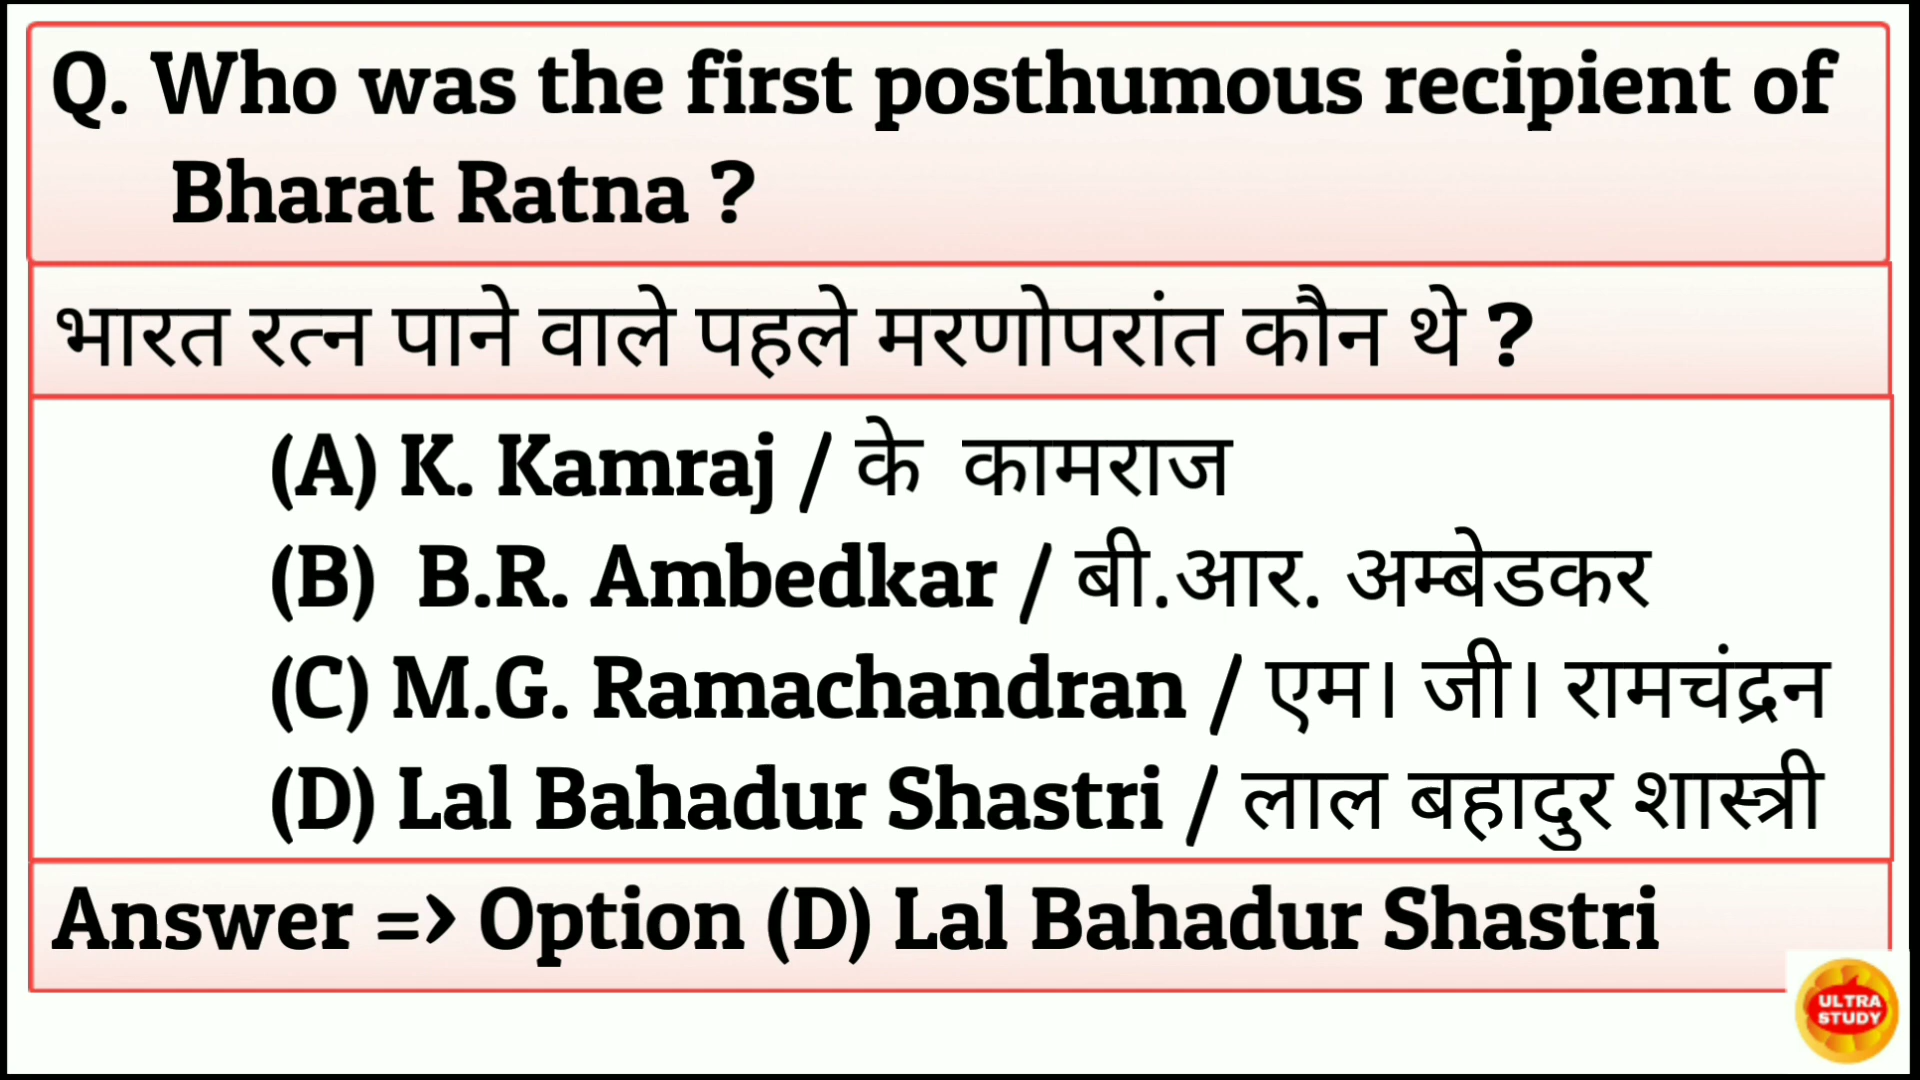 Q. Who was the first posthumous recipient of
Bharat Ratna ?
भारत रत्न पाने वाले पहले मरणोपरांत कौन थे ?
(A) K. Kamraj / के कामराज
(B) B.R. Ambedkar / बी.आर. अम्बेडकर
(C) M.G. Ramachandran / एम। जी। रामचंद्रन
(D) Lal Bahadur Shastri / लाल बहादुर शास्त्री
Answer => Option (D) Lal Bahadur Shastri
ULTRA
STUDY